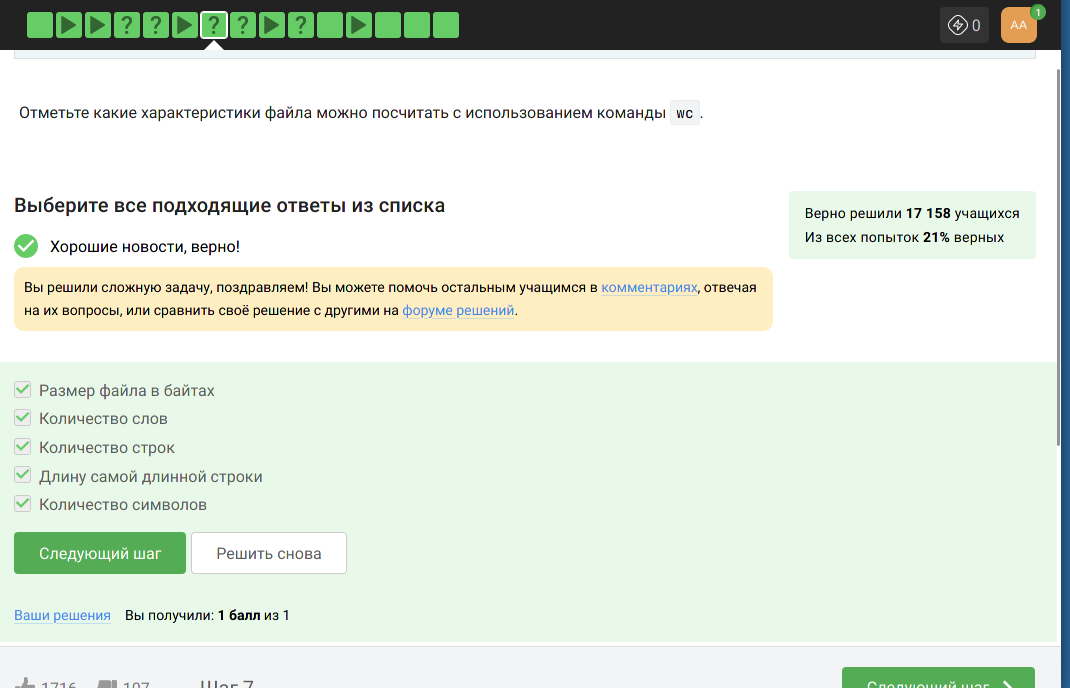 ? ? ? ? ?
0
AA
1
Отметьте какие характеристики файла можно посчитать с использованием команды wc.
Выберите все подходящие ответы из списка
Верно решили 17 158 учащихся
Из всех попыток 21% верных
Хорошие новости, верно!
Вы решили сложную задачу, поздравляем! Вы можете помочь остальным учащимся в комментариях, отвечая
на их вопросы, или сравнить своё решение с другими на форуме решений.
Размер файла в байтах
Количество слов
Количество строк
Длину самой длинной строки
Количество символов
Следующий шаг
Решить снова
Ваши решения Вы получили: 1 балл из 1
1716 107 Шаг 7 Следующий шаг